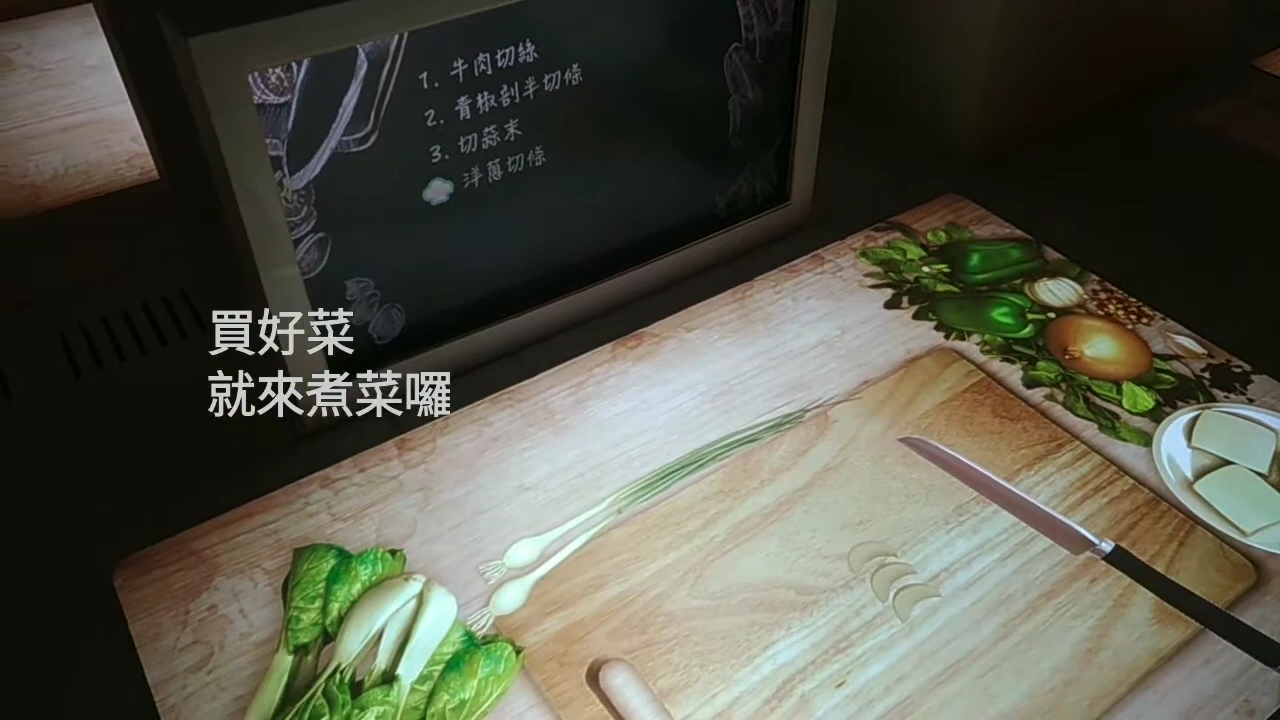 1. 牛肉切絲
2. 青椒剖半切條
3. 切蒜末
洋蔥切條
買好菜
就來煮菜囉